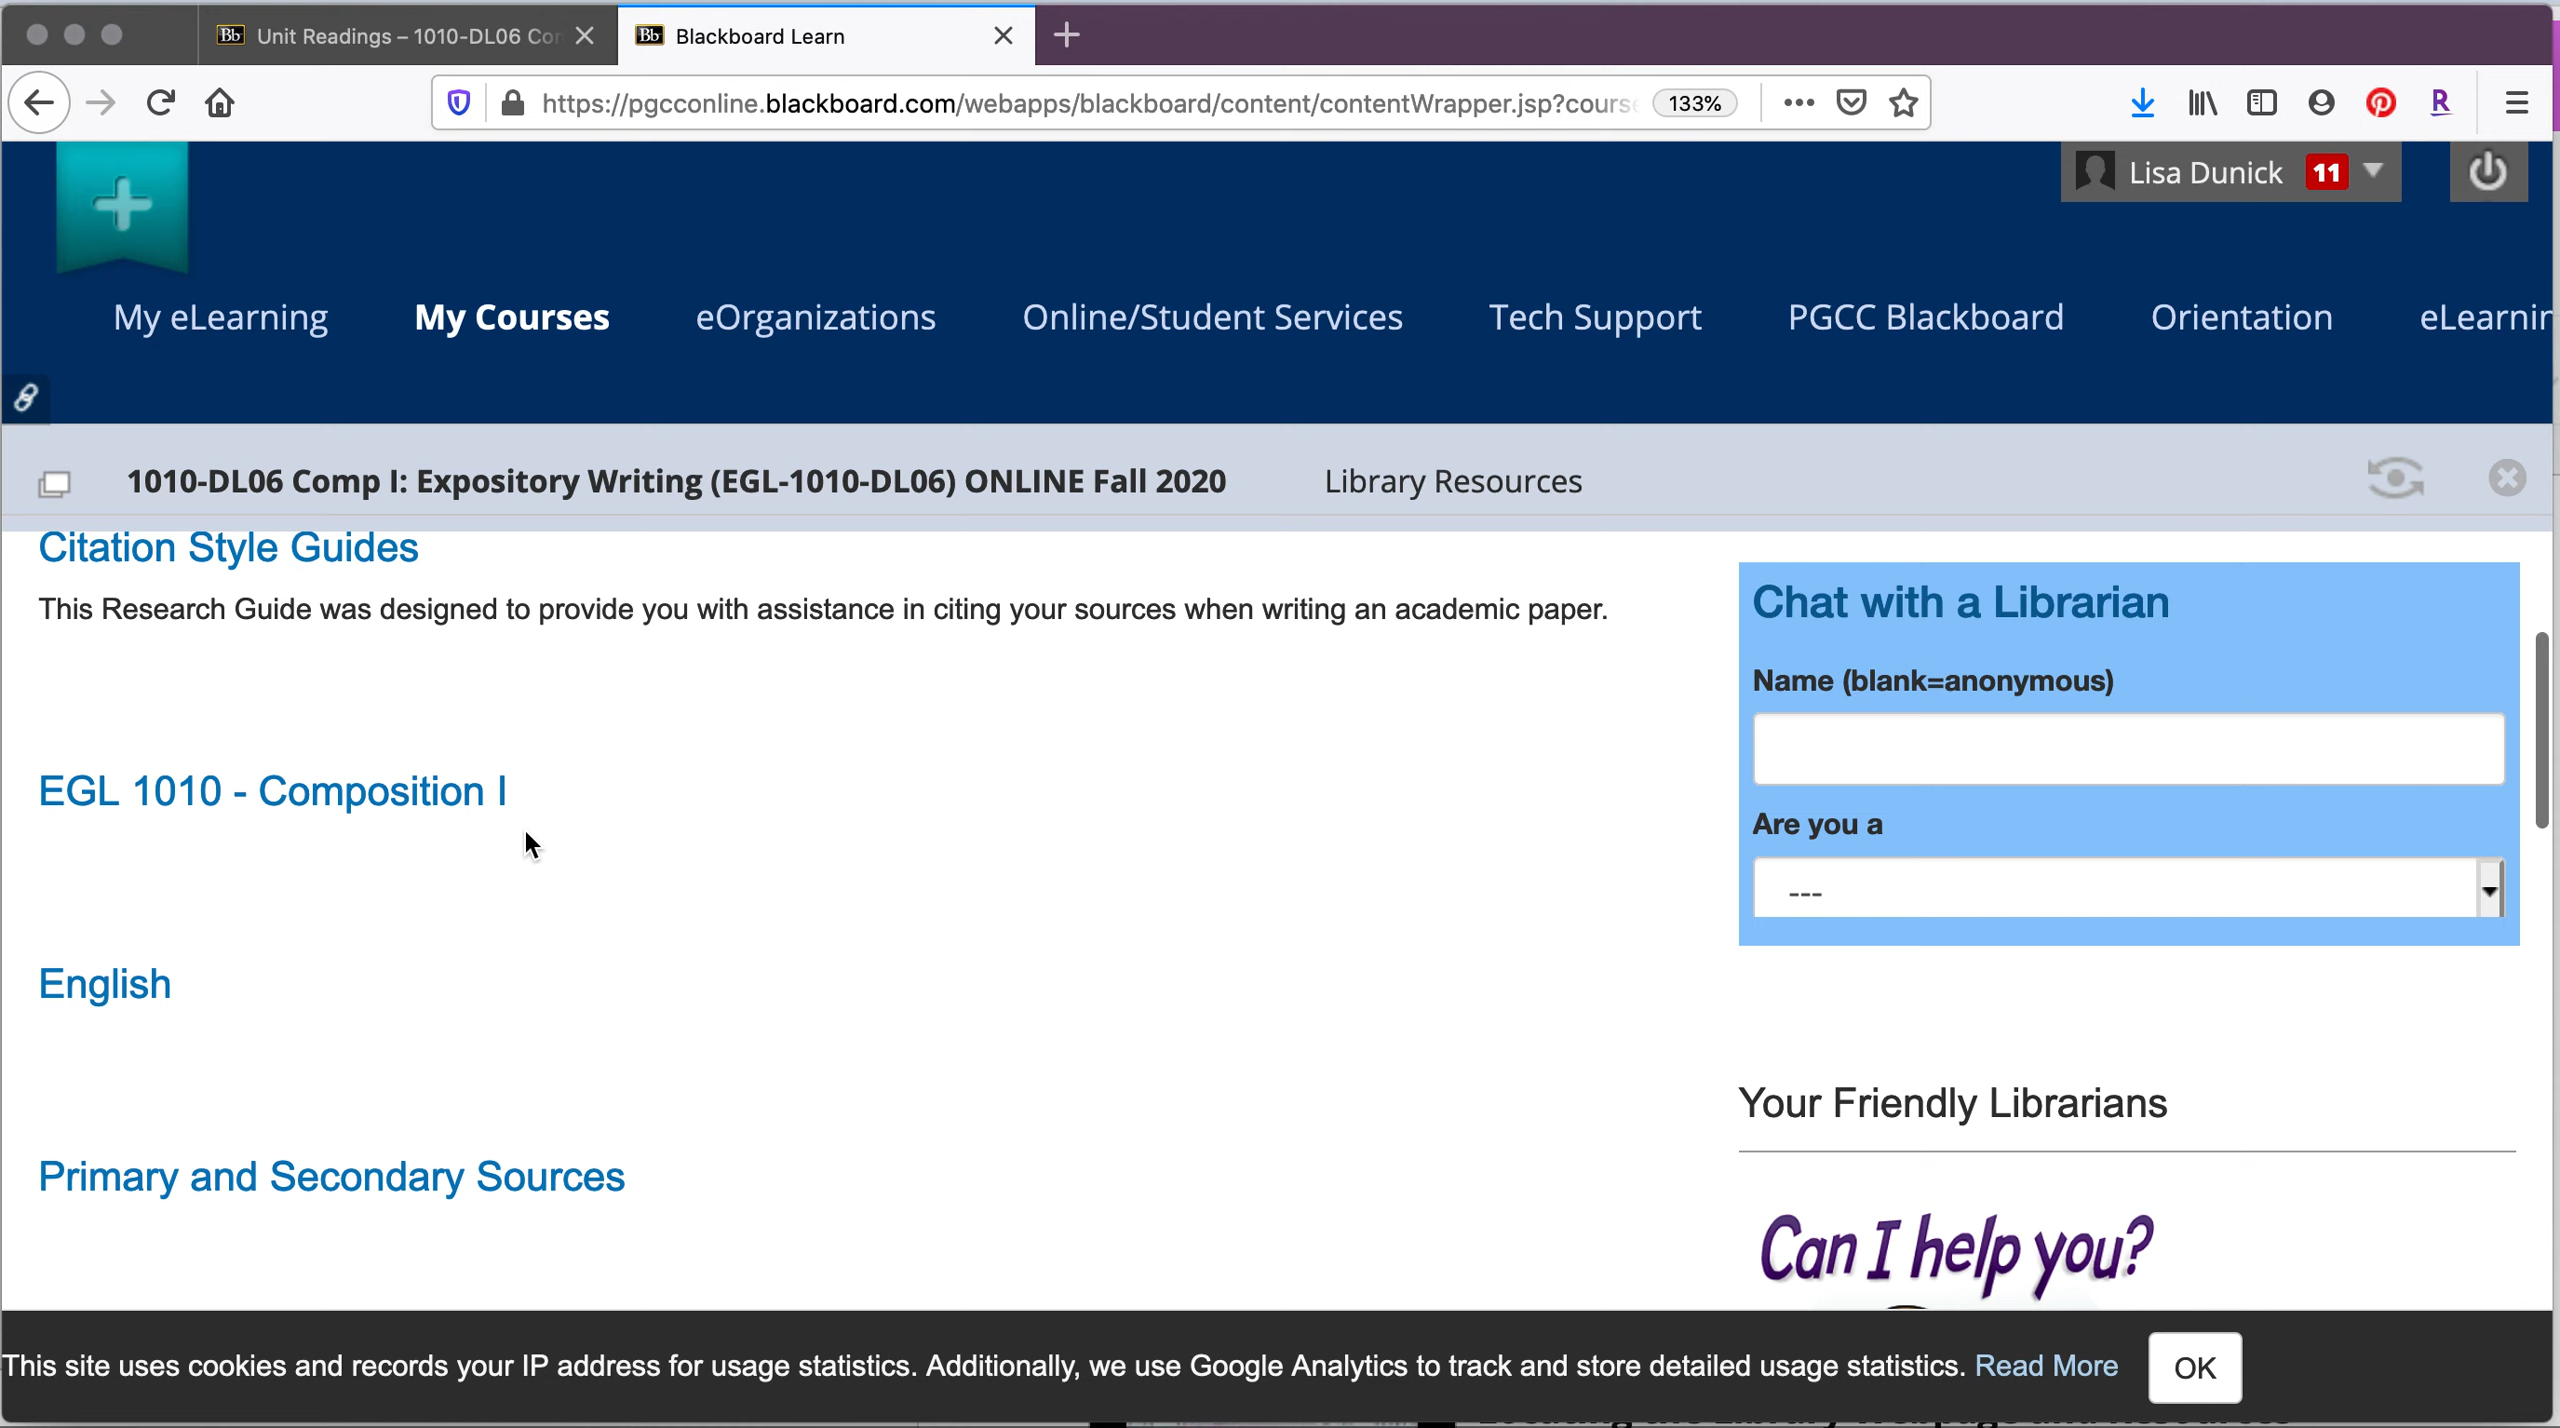 Unit Readings – 1010-DL06 Con
Blackboard Learn
https://pgcconline.blackboard.com/webapps/blackboard/content/contentWrapper.jsp?course
133%
Lisa Dunick 11
My eLearning My Courses eOrganizations Online/Student Services Tech Support PGCC Blackboard Orientation eLearnin
1010-DL06 Comp I: Expository Writing (EGL-1010-DL06) ONLINE Fall 2020 Library Resources
Citation Style Guides
This Research Guide was designed to provide you with assistance in citing your sources when writing an academic paper.
EGL 1010 - Composition I
English
Primary and Secondary Sources
Chat with a Librarian
Name (blank=anonymous)
Are you a
---
Your Friendly Librarians
Can I help you?
This site uses cookies and records your IP address for usage statistics. Additionally, we use Google Analytics to track and store detailed usage statistics. Read More OK